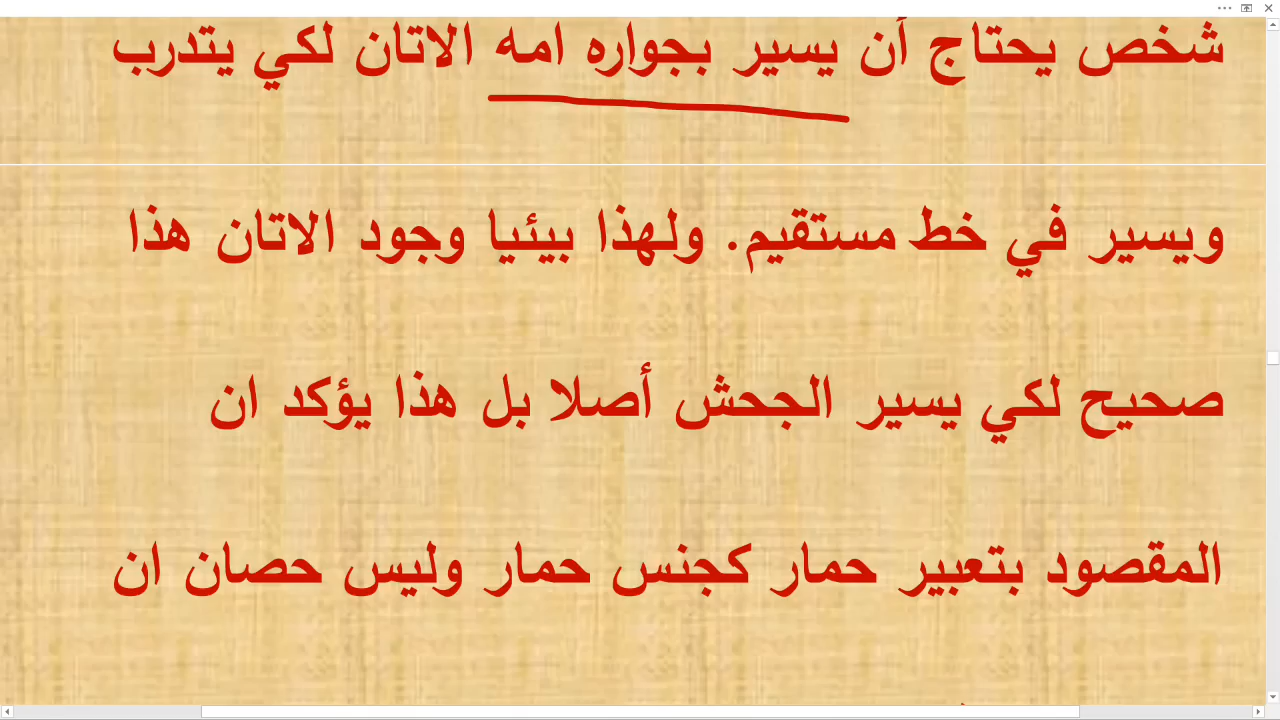 شخص يحتاج أن يسير بجواره امه الاتان لكي يتدرب
ويسير في خط مستقيم. ولهذا بيئيا وجود الاتان هذا
صحيح لكي يسير الجحش أصلا بل هذا يؤكد ان
المقصود بتعبير حمار كجنس حمار وليس حصان ان